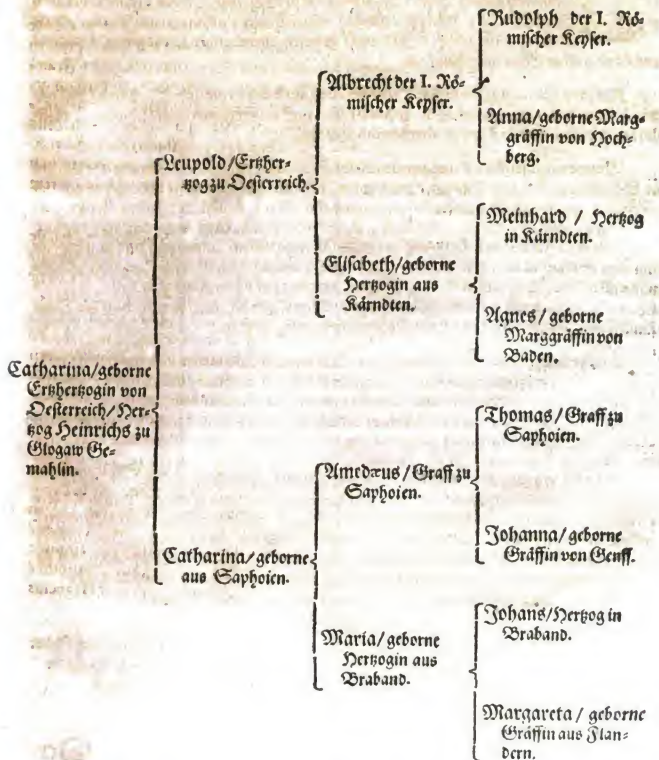 Rudolph der I. Rö-
mischer Keyser.
Albrecht der I. Rö-
mischer Keyser.
Anna/geborne Marg-
gräffin von Hoch-
berg.
Leupold/Ertzher-
tzog zu Oesterreich.
Meinhard / Hertzog
in Kärndten.
Elisabeth/geborne
Hertzogin aus
Kärndten.
Agnes / geborne
Marggräffin von
Baden.
Catharina/geborne
Ertzhertzogin von
Oesterreich/Her-
tzog Heinrichs zu
Glogaw Ge-
mahlin.
Thomas/Graff zu
Saphoien.
Amedæus/Graff zu
Saphoien.
Johanna/geborne
Gräffin von Genff.
Catharina/geborne
aus Saphoien.
Johans/Hertzog in
Braband.
Maria/geborne
Hertzogin aus
Braband.
Margareta / geborne
Gräffin aus Flan-
dern.